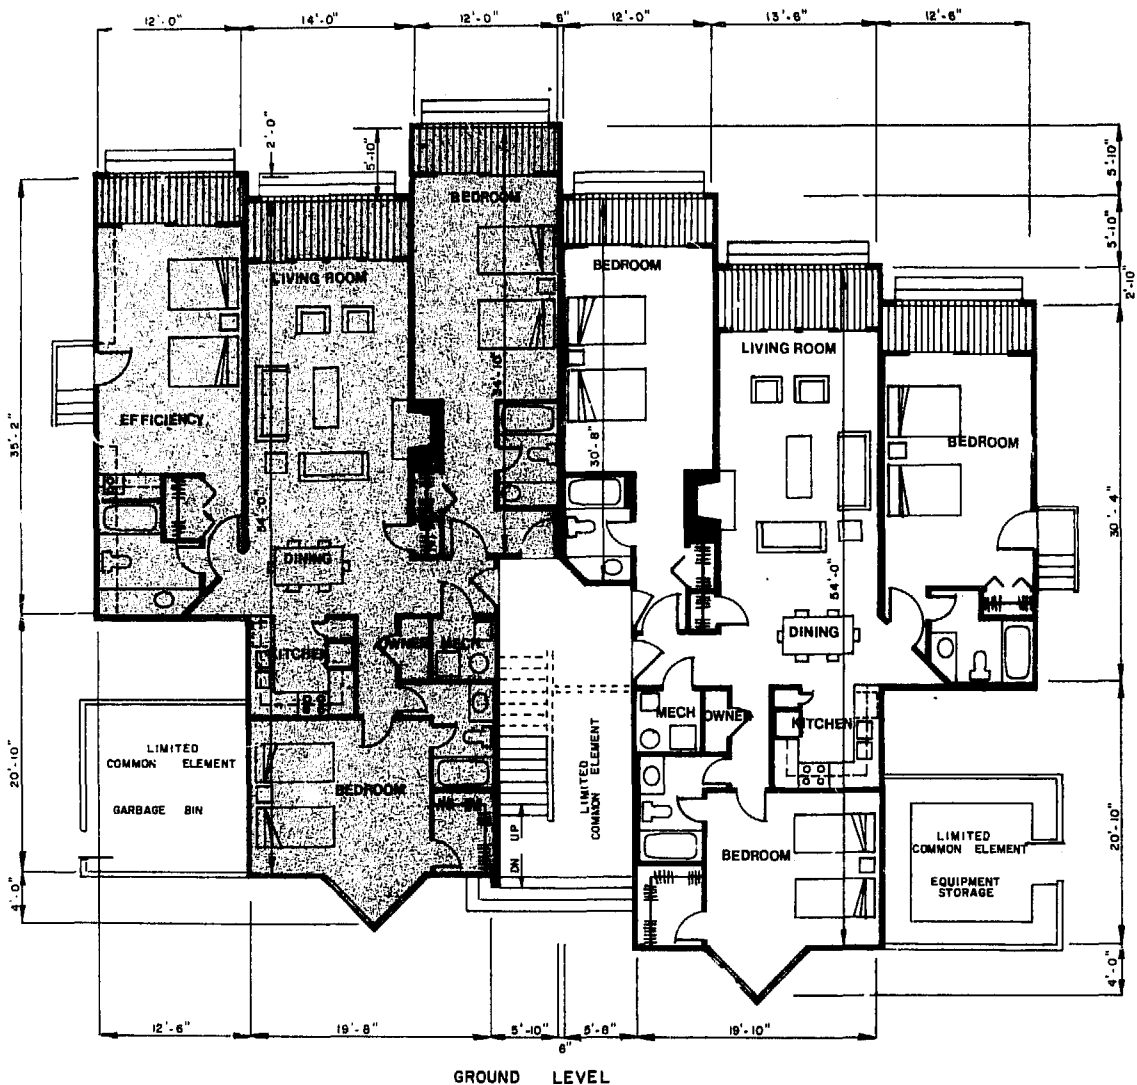 12'-0" 14'-0" 12'-0" 6" 12'-0" 13'-6" 12'-6"
2'-0"
5'-10"
5'-10"
5'-10"
2'-10"
BEDROOM
BEDROOM
LIVING ROOM
LIVING ROOM
34'-10"
EFFICIENCY
BEDROOM
35'-2"
30'-8"
54'-0"
30'-4"
DINING
54'-0"
DINING
KITCHEN OWNER MECH
MECH OWNER KITCHEN
LIMITED
COMMON ELEMENT
GARBAGE BIN
20'-10"
BEDROOM
LIMITED
COMMON ELEMENT
DN UP
BEDROOM
LIMITED
COMMON ELEMENT
EQUIPMENT
STORAGE
20'-10"
4'-0"
4'-0"
12'-6" 19'-8" 5'-10" 6" 5'-8" 19'-10"
GROUND LEVEL